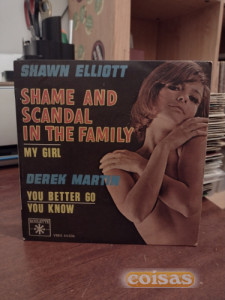 SHAWN ELLIOTT
SHAME AND
SCANDAL
IN THE FAMILY
MY GIRL
DEREK MARTIN
YOU BETTER GO
YOU KNOW
coisas